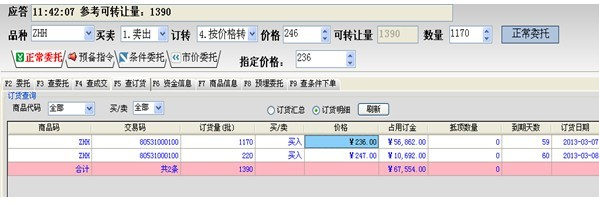 应答 11:42:07 参考可转让量：1390
品种 ZHH 买卖 1.卖出 订转 4.按价格转 价格 246 可转让量 1390 数量 1170 正常委托
正常委托 预备指令 条件委托 市价委托 指定价格: 236
F2 委托 F3 查委托 F4 查成交 F5 查订货 F6 资金信息 F7 商品信息 F8 预埋委托 F9 查条件下单
订货查询
商品代码 全部 买/卖 全部 订货汇总 订货明细 刷新
商品码 交易码 订货量(批) 买/卖 价格 占用订金 抵顶数量 到期天数 订货日期
ZHH 80531000100 1170 买入 ￥236.00 ￥56,862.00 0 59 2013-03-07
ZHH 80531000100 220 买入 ￥247.00 ￥10,692.00 0 60 2013-03-08
合计 共2条 1390 ￥67,554.00 0